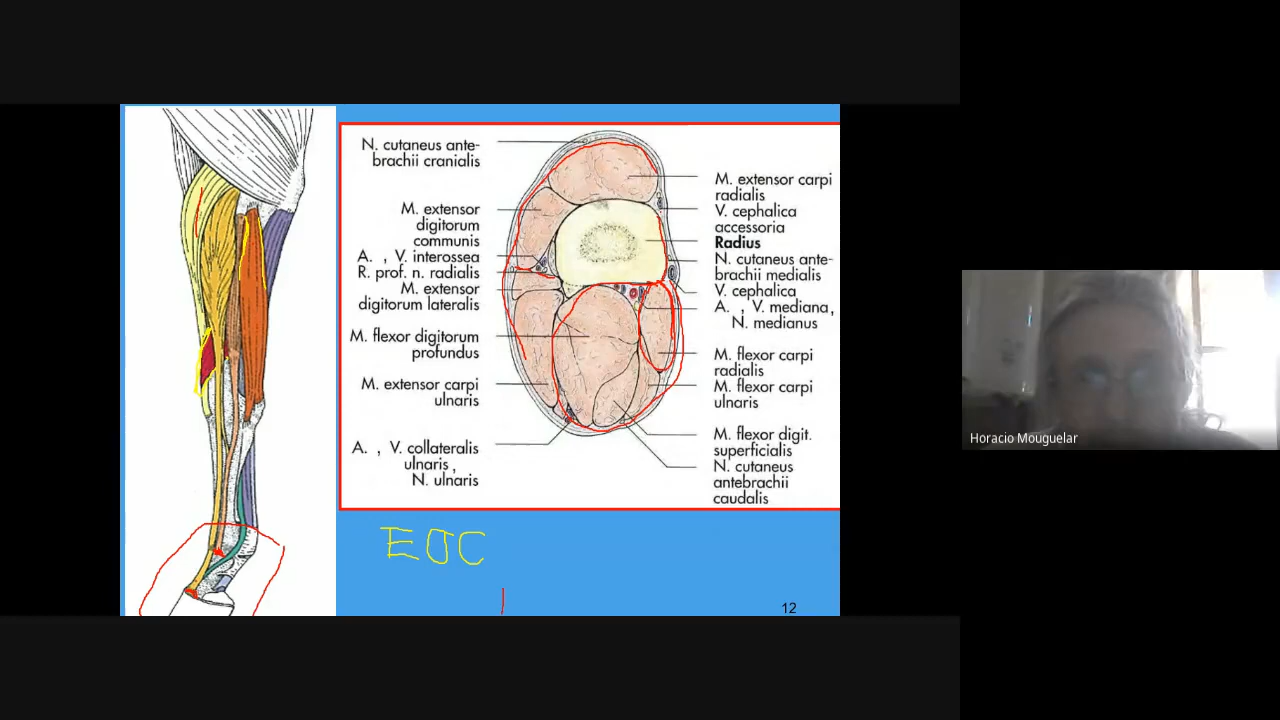 N. cutaneus ante-
brachii cranialis
M. extensor
digitorum
communis
A. , V. interossea
R. prof. n. radialis
M. extensor
digitorum lateralis
M. flexor digitorum
profundus
M. extensor carpi
ulnaris
A. , V. collateralis
ulnaris ,
N. ulnaris
M. extensor carpi
radialis
V. cephalica
accessoria
Radius
N. cutaneus ante-
brachii medialis
V. cephalica
A. , V. mediana,
N. medianus
M. flexor carpi
radialis
M. flexor carpi
ulnaris
M. flexor digit.
superficialis
N. cutaneus
antebrachii
caudalis
EOC
12
Horacio Mouguelar